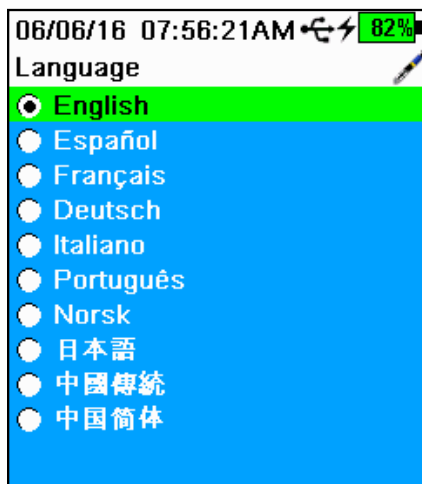 06/06/16 07:56:21AM 82%
Language
English
Español
Français
Deutsch
Italiano
Português
Norsk
日本語
中國傳統
中国简体